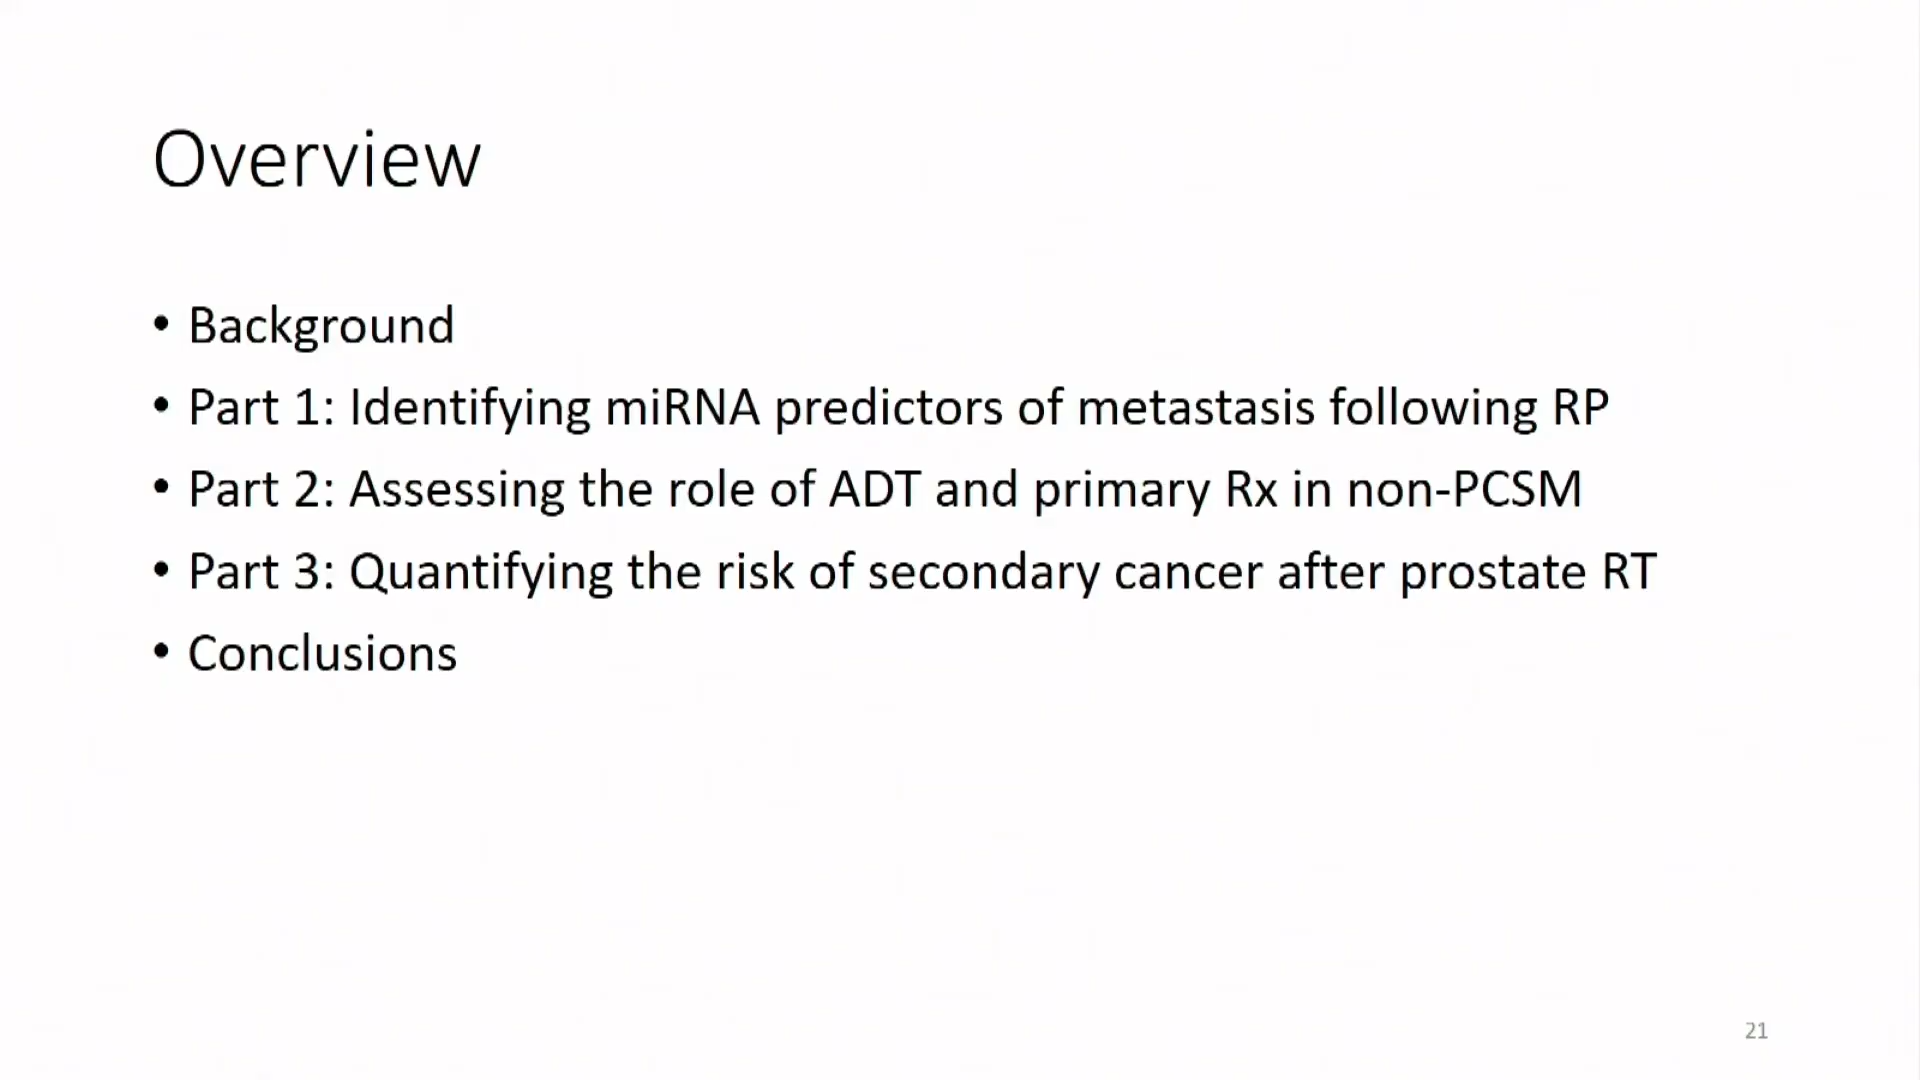 Overview
• Background
• Part 1: Identifying miRNA predictors of metastasis following RP
• Part 2: Assessing the role of ADT and primary Rx in non-PCSM
• Part 3: Quantifying the risk of secondary cancer after prostate RT
• Conclusions
21